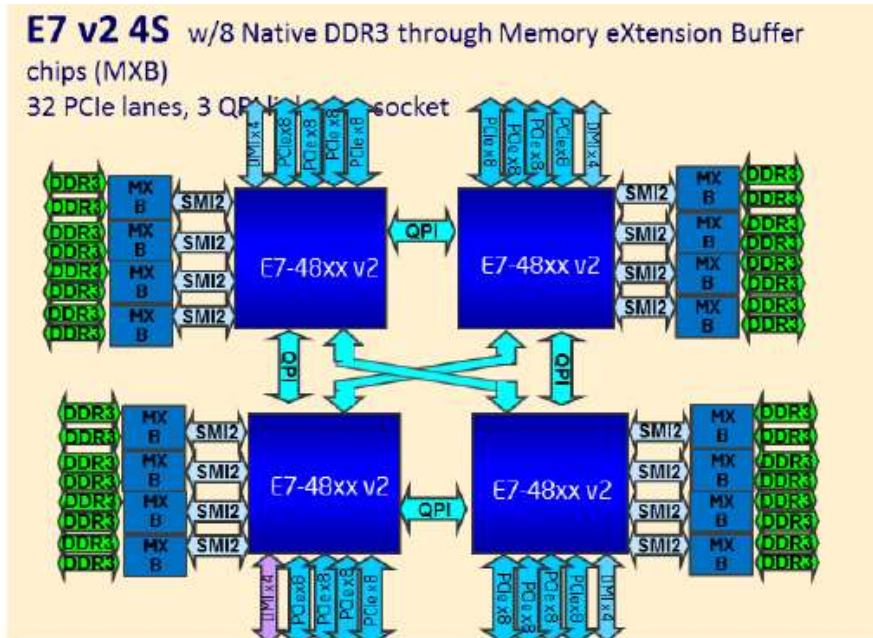 E7 v2 4S w/8 Native DDR3 through Memory eXtension Buffer
chips (MXB)
32 PCIe lanes, 3 QPI socket
DMI x4 PCIe x8 PCIe x8 PCIe x8 PCIe x8
PCIe x8 PCIe x8 PCIe x8 PCIe x8 DMI x4
DDR3
DDR3
DDR3
DDR3
DDR3
DDR3
DDR3
DDR3
MX
B
MX
B
MX
B
MX
B
SMI2
SMI2
SMI2
SMI2
E7-48xx v2
QPI
E7-48xx v2
SMI2
SMI2
SMI2
SMI2
MX
B
MX
B
MX
B
MX
B
DDR3
DDR3
DDR3
DDR3
DDR3
DDR3
DDR3
DDR3
QPI
QPI
DDR3
DDR3
DDR3
DDR3
DDR3
DDR3
DDR3
DDR3
MX
B
MX
B
MX
B
MX
B
SMI2
SMI2
SMI2
SMI2
E7-48xx v2
QPI
E7-48xx v2
SMI2
SMI2
SMI2
SMI2
MX
B
MX
B
MX
B
MX
B
DDR3
DDR3
DDR3
DDR3
DDR3
DDR3
DDR3
DDR3
DMI x4 PCIe x8 PCIe x8 PCIe x8 PCIe x8
PCIe x8 PCIe x8 PCIe x8 PCIe x8 DMI x4